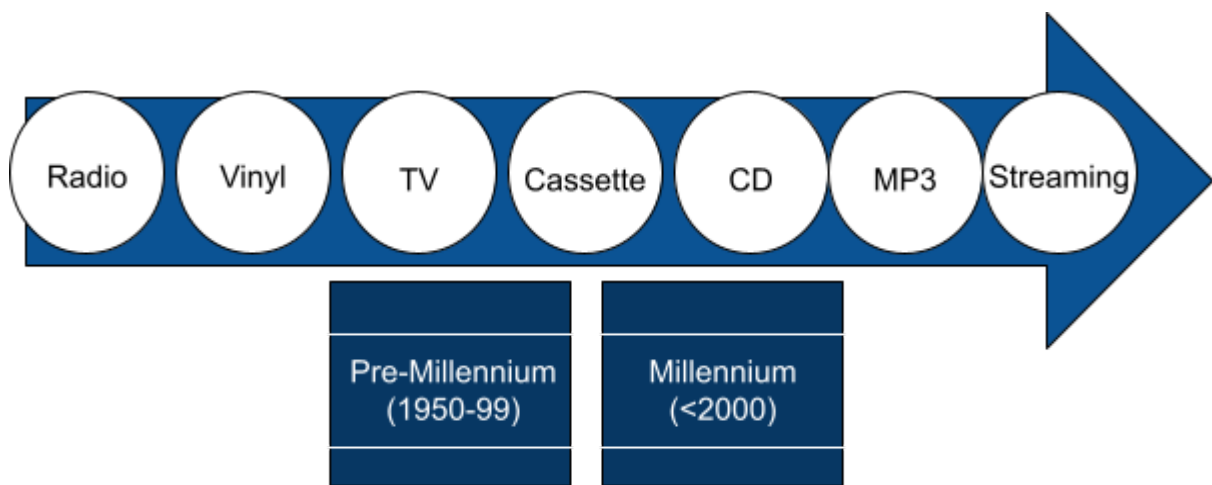 Radio
Vinyl
TV
Cassette
CD
MP3
Streaming
Pre-Millennium
(1950-99)
Millennium
(<2000)